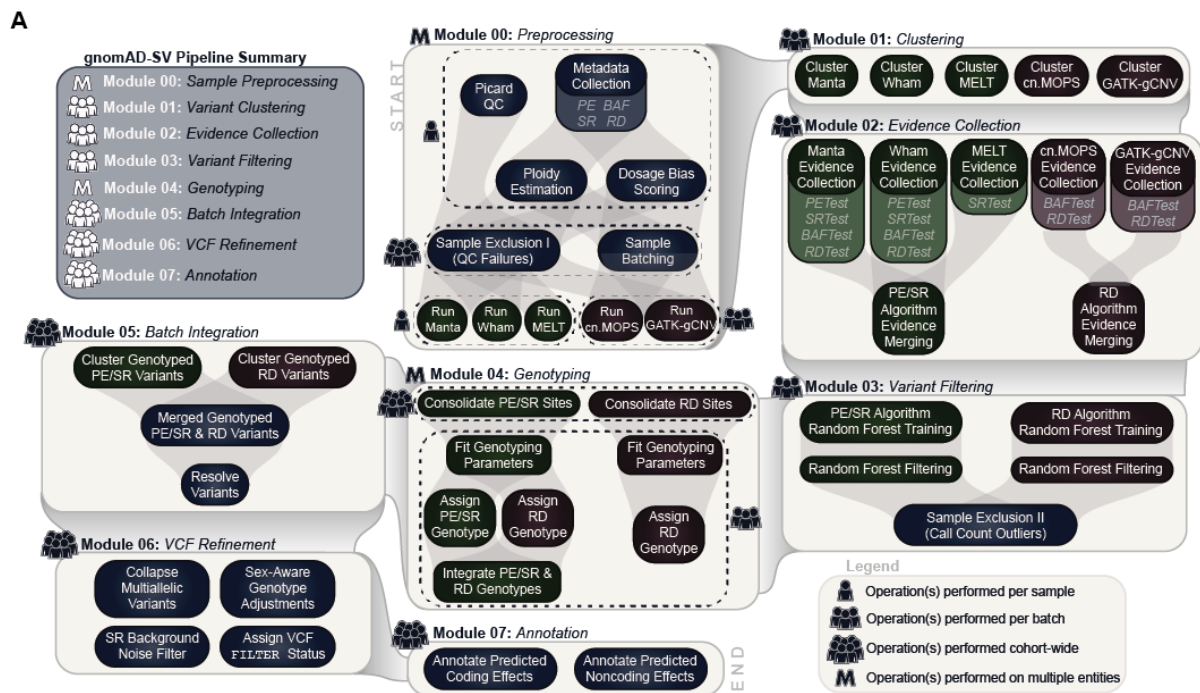 A
gnomAD-SV Pipeline Summary
M Module 00: Sample Preprocessing
Module 01: Variant Clustering
Module 02: Evidence Collection
Module 03: Variant Filtering
M Module 04: Genotyping
Module 05: Batch Integration
Module 06: VCF Refinement
Module 07: Annotation
START
M Module 00: Preprocessing
Picard
QC
Metadata
Collection
PE BAF
SR RD
Ploidy
Estimation
Dosage Bias
Scoring
Sample Exclusion I
(QC Failures)
Sample
Batching
Run
Manta
Run
Wham
Run
MELT
Run
cn.MOPS
Run
GATK-gCNV
Module 01: Clustering
Cluster
Manta
Cluster
Wham
Cluster
MELT
Cluster
cn.MOPS
Cluster
GATK-gCNV
Module 02: Evidence Collection
Manta
Evidence
Collection
PETest
SRTest
BAFTest
RDTest
Wham
Evidence
Collection
PETest
SRTest
BAFTest
RDTest
MELT
Evidence
Collection
SRTest
cn.MOPS
Evidence
Collection
BAFTest
RDTest
GATK-gCNV
Evidence
Collection
BAFTest
RDTest
PE/SR
Algorithm
Evidence
Merging
RD
Algorithm
Evidence
Merging
Module 03: Variant Filtering
PE/SR Algorithm
Random Forest Training
RD Algorithm
Random Forest Training
Random Forest Filtering
Random Forest Filtering
Sample Exclusion II
(Call Count Outliers)
M Module 04: Genotyping
Consolidate PE/SR Sites
Consolidate RD Sites
Fit Genotyping
Parameters
Fit Genotyping
Parameters
Assign
PE/SR
Genotype
Assign
RD
Genotype
Assign
RD
Genotype
Integrate PE/SR &
RD Genotypes
Module 05: Batch Integration
Cluster Genotyped
PE/SR Variants
Cluster Genotyped
RD Variants
Merged Genotyped
PE/SR & RD Variants
Resolve
Variants
Module 06: VCF Refinement
Collapse
Multiallelic
Variants
Sex-Aware
Genotype
Adjustments
SR Background
Noise Filter
Assign VCF
FILTER Status
Module 07: Annotation
Annotate Predicted
Coding Effects
Annotate Predicted
Noncoding Effects
END
Legend
Operation(s) performed per sample
Operation(s) performed per batch
Operation(s) performed cohort-wide
M Operation(s) performed on multiple entities